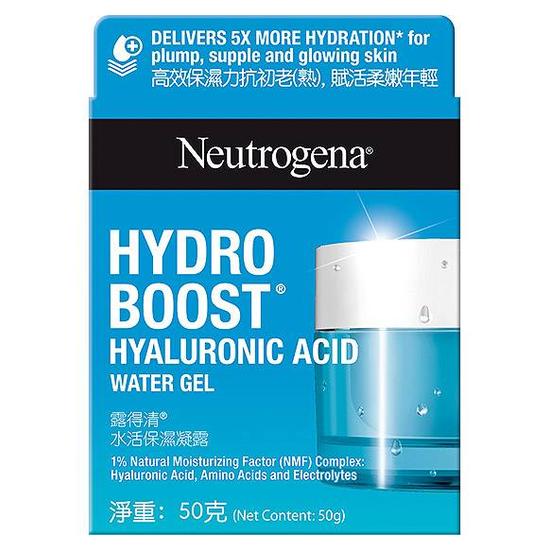 DELIVERS 5X MORE HYDRATION* for
plump, supple and glowing skin
高效保濕力抗初老(熟), 賦活柔嫩年輕
Neutrogena®
HYDRO
BOOST®
HYALURONIC ACID
WATER GEL
露得清®
水活保濕凝露
1% Natural Moisturizing Factor (NMF) Complex:
Hyaluronic Acid, Amino Acids and Electrolytes
淨重: 50克 (Net Content: 50g)